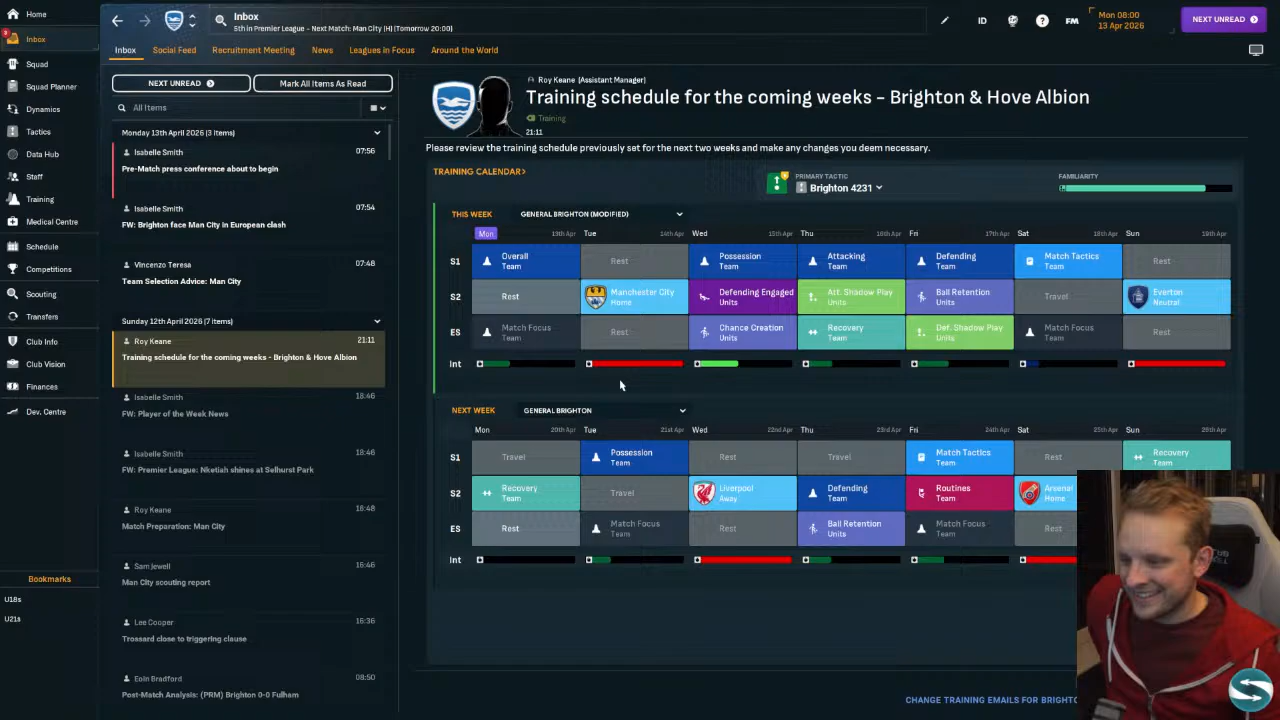 Home
Inbox
3
Squad
Squad Planner
Dynamics
Tactics
Data Hub
Staff
Training
Medical Centre
Schedule
Competitions
Scouting
Transfers
Club Info
Club Vision
Finances
Dev. Centre
Bookmarks
U18s
U21s
Inbox
5th in Premier League - Next Match: Man City (H) (Tomorrow 20:00)
ID
FM
Mon 08:00
13 Apr 2026
NEXT UNREAD
Inbox Social Feed Recruitment Meeting News Leagues in Focus Around the World
NEXT UNREAD
Mark All Items As Read
All Items
Monday 13th April 2026 (3 items)
Isabelle Smith 07:56
Pre-Match press conference about to begin
Isabelle Smith 07:54
FW: Brighton face Man City in European clash
Vincenzo Teresa 07:48
Team Selection Advice: Man City
Sunday 12th April 2026 (7 items)
Roy Keane 21:11
Training schedule for the coming weeks - Brighton & Hove Albion
Isabelle Smith 18:46
FW: Player of the Week News
Isabelle Smith 18:46
FW: Premier League: Nketiah shines at Selhurst Park
Roy Keane 16:48
Match Preparation: Man City
Sam Jewell 16:46
Man City scouting report
Lee Cooper 16:36
Trossard close to triggering clause
Eoin Bradford 08:50
Post-Match Analysis: (PRM) Brighton 0-0 Fulham
Roy Keane (Assistant Manager)
Training schedule for the coming weeks - Brighton & Hove Albion
Training
21:11
Please review the training schedule previously set for the next two weeks and make any changes you deem necessary.
TRAINING CALENDAR>
PRIMARY TACTIC
Brighton 4231
FAMILIARITY
THIS WEEK GENERAL BRIGHTON (MODIFIED)
Mon 13th Apr Tue 14th Apr Wed 15th Apr Thu 16th Apr Fri 17th Apr Sat 18th Apr Sun 19th Apr
S1 Overall Team Rest Possession Team Attacking Team Defending Team Match Tactics Team Rest
S2 Rest Manchester City Home Defending Engaged Units Att. Shadow Play Units Ball Retention Units Travel Everton Neutral
ES Match Focus Team Rest Chance Creation Units Recovery Team Def. Shadow Play Units Match Focus Team Rest
Int
NEXT WEEK GENERAL BRIGHTON
Mon 20th Apr Tue 21st Apr Wed 22nd Apr Thu 23rd Apr Fri 24th Apr Sat 25th Apr Sun 26th Apr
S1 Travel Possession Team Rest Travel Match Tactics Team Rest Recovery Team
S2 Recovery Team Travel Liverpool Away Defending Team Routines Team Arsenal Home
ES Rest Match Focus Team Rest Ball Retention Units Match Focus Team Rest
Int
CHANGE TRAINING EMAILS FOR BRIGHTO